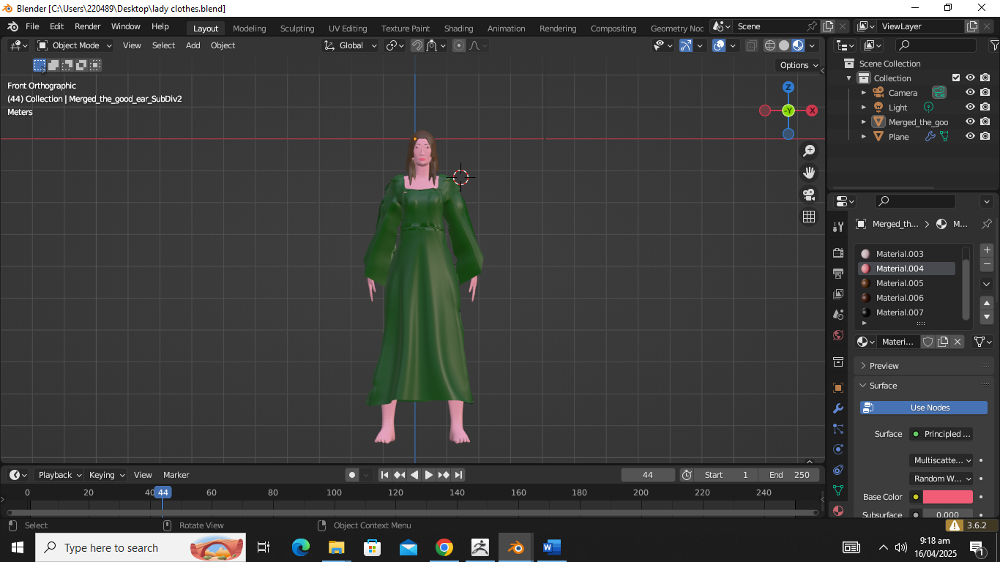 Blender [C:\Users\220489\Desktop\lady clothes.blend]
File Edit Render Window Help Layout Modeling Sculpting UV Editing Texture Paint Shading Animation Rendering Compositing Geometry Noc Scene ViewLayer
Object Mode View Select Add Object Global
Options
Front Orthographic
(44) Collection | Merged_the_good_ear_SubDiv2
Meters
Z
-Y
X
Scene Collection
Collection
Camera
Light
Merged_the_goo
Plane
Merged_th... M...
Material.003
Material.004
Material.005
Material.006
Material.007
Materi...
Preview
Surface
Use Nodes
Surface Principled ...
Multiscatte...
Random W...
Base Color
Subsurface 0.000
Playback Keying View Marker 44 Start 1 End 250
0 20 40 44 60 80 100 120 140 160 180 200 220 240
Select Rotate View Object Context Menu 3.6.2
Type here to search
9:18 am
16/04/2025
1